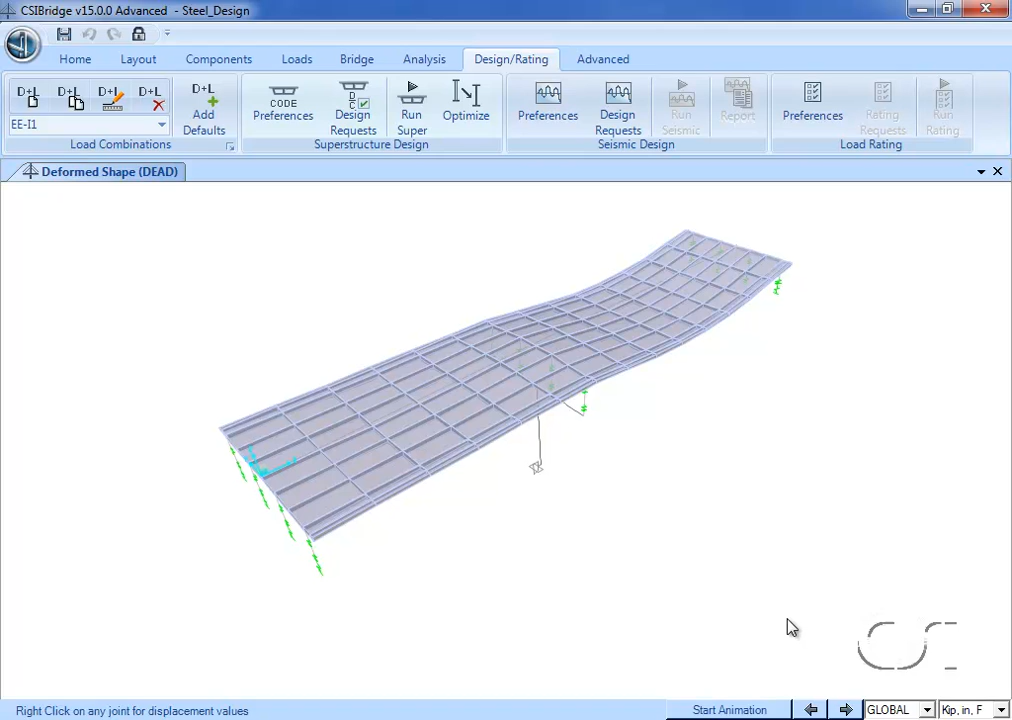 CSIBridge v15.0.0 Advanced - Steel_Design
Home Layout Components Loads Bridge Analysis Design/Rating Advanced
D+L D+L D+L D+L
EE-I1
Load Combinations
D+L
Add
Defaults
CODE
Preferences
D
C
Design
Requests
Run
Super
Optimize
Superstructure Design
Preferences
Design
Requests
Run
Seismic
Report
Seismic Design
Preferences
Rating
Requests
Run
Rating
Load Rating
Deformed Shape (DEAD)
CSI
Right Click on any joint for displacement values
Start Animation
GLOBAL
Kip, in, F